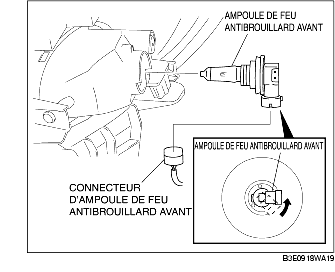 AMPOULE DE FEU
ANTIBROUILLARD AVANT
AMPOULE DE FEU ANTIBROUILLARD AVANT
CONNECTEUR
D'AMPOULE DE FEU
ANTIBROUILLARD AVANT
B3E0918WA19